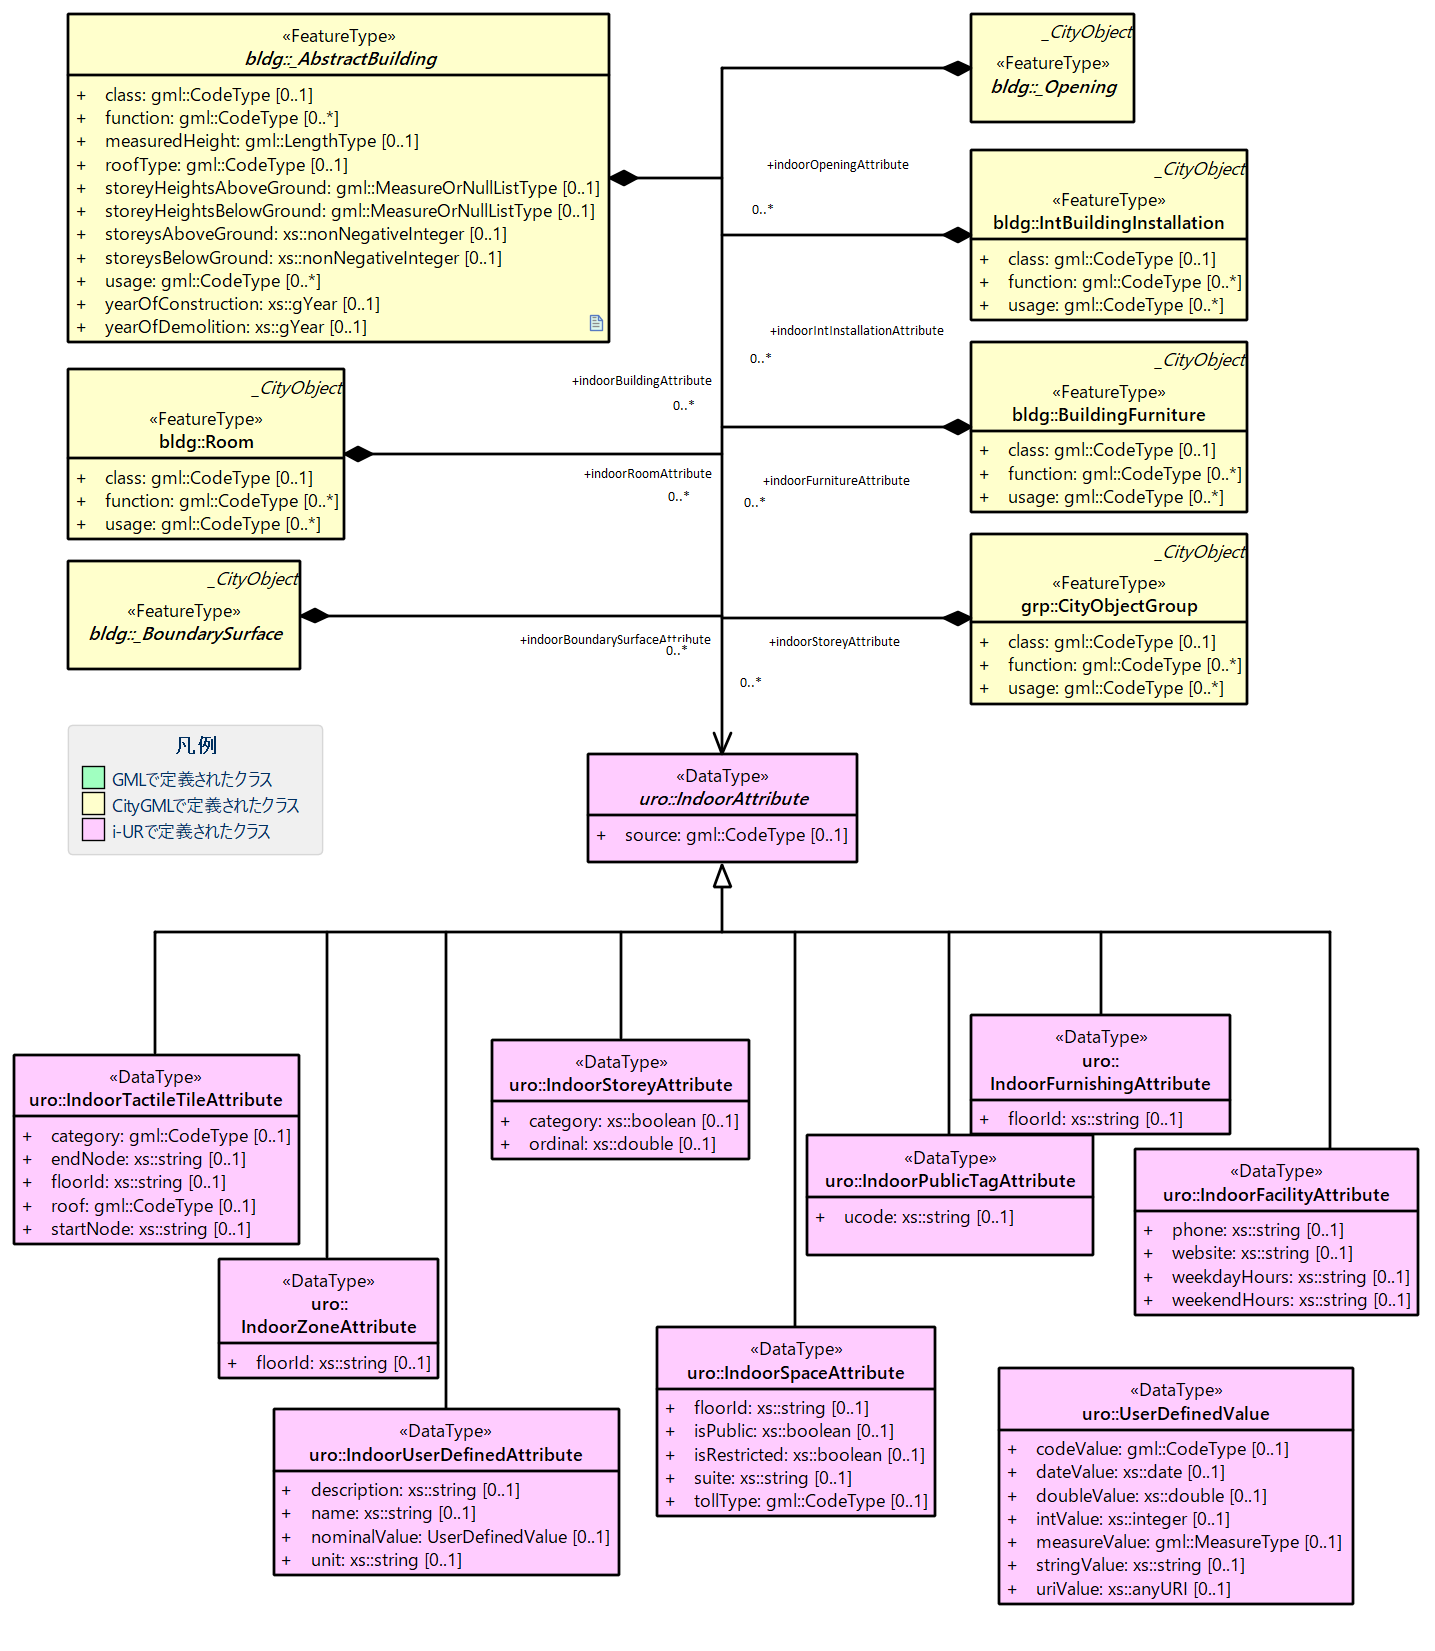 «FeatureType»
bldg::_AbstractBuilding
+ class: gml::CodeType [0..1]
+ function: gml::CodeType [0..*]
+ measuredHeight: gml::LengthType [0..1]
+ roofType: gml::CodeType [0..1]
+ storeyHeightsAboveGround: gml::MeasureOrNullListType [0..1]
+ storeyHeightsBelowGround: gml::MeasureOrNullListType [0..1]
+ storeysAboveGround: xs::nonNegativeInteger [0..1]
+ storeysBelowGround: xs::nonNegativeInteger [0..1]
+ usage: gml::CodeType [0..*]
+ yearOfConstruction: xs::gYear [0..1]
+ yearOfDemolition: xs::gYear [0..1]
_CityObject
«FeatureType»
bldg::_Opening
+indoorOpeningAttribute
0..*
_CityObject
«FeatureType»
bldg::IntBuildingInstallation
+ class: gml::CodeType [0..1]
+ function: gml::CodeType [0..*]
+ usage: gml::CodeType [0..*]
+indoorIntInstallationAttribute
0..*
+indoorBuildingAttribute
0..*
_CityObject
«FeatureType»
bldg::BuildingFurniture
+ class: gml::CodeType [0..1]
+ function: gml::CodeType [0..*]
+ usage: gml::CodeType [0..*]
_CityObject
«FeatureType»
bldg::Room
+ class: gml::CodeType [0..1]
+ function: gml::CodeType [0..*]
+ usage: gml::CodeType [0..*]
+indoorRoomAttribute
0..*
+indoorFurnitureAttribute
0..*
_CityObject
«FeatureType»
grp::CityObjectGroup
+ class: gml::CodeType [0..1]
+ function: gml::CodeType [0..*]
+ usage: gml::CodeType [0..*]
_CityObject
«FeatureType»
bldg::_BoundarySurface
+indoorBoundarySurfaceAttribute
0..*
+indoorStoreyAttribute
0..*
凡例
GMLで定義されたクラス
CityGMLで定義されたクラス
i-URで定義されたクラス
«DataType»
uro::IndoorAttribute
+ source: gml::CodeType [0..1]
«DataType»
uro::IndoorTactileTileAttribute
+ category: gml::CodeType [0..1]
+ endNode: xs::string [0..1]
+ floorId: xs::string [0..1]
+ roof: gml::CodeType [0..1]
+ startNode: xs::string [0..1]
«DataType»
uro::IndoorStoreyAttribute
+ category: xs::boolean [0..1]
+ ordinal: xs::double [0..1]
«DataType»
uro::
IndoorFurnishingAttribute
+ floorId: xs::string [0..1]
«DataType»
uro::IndoorPublicTagAttribute
+ ucode: xs::string [0..1]
«DataType»
uro::IndoorFacilityAttribute
+ phone: xs::string [0..1]
+ website: xs::string [0..1]
+ weekdayHours: xs::string [0..1]
+ weekendHours: xs::string [0..1]
«DataType»
uro::
IndoorZoneAttribute
+ floorId: xs::string [0..1]
«DataType»
uro::IndoorUserDefinedAttribute
+ description: xs::string [0..1]
+ name: xs::string [0..1]
+ nominalValue: UserDefinedValue [0..1]
+ unit: xs::string [0..1]
«DataType»
uro::IndoorSpaceAttribute
+ floorId: xs::string [0..1]
+ isPublic: xs::boolean [0..1]
+ isRestricted: xs::boolean [0..1]
+ suite: xs::string [0..1]
+ tollType: gml::CodeType [0..1]
«DataType»
uro::UserDefinedValue
+ codeValue: gml::CodeType [0..1]
+ dateValue: xs::date [0..1]
+ doubleValue: xs::double [0..1]
+ intValue: xs::integer [0..1]
+ measureValue: gml::MeasureType [0..1]
+ stringValue: xs::string [0..1]
+ uriValue: xs::anyURI [0..1]